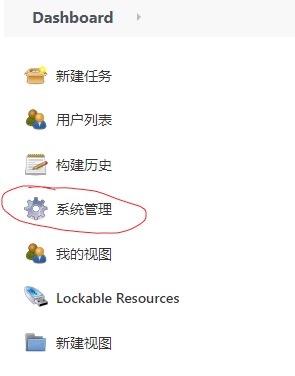 Dashboard
新建任务
用户列表
构建历史
系统管理
我的视图
Lockable Resources
新建视图